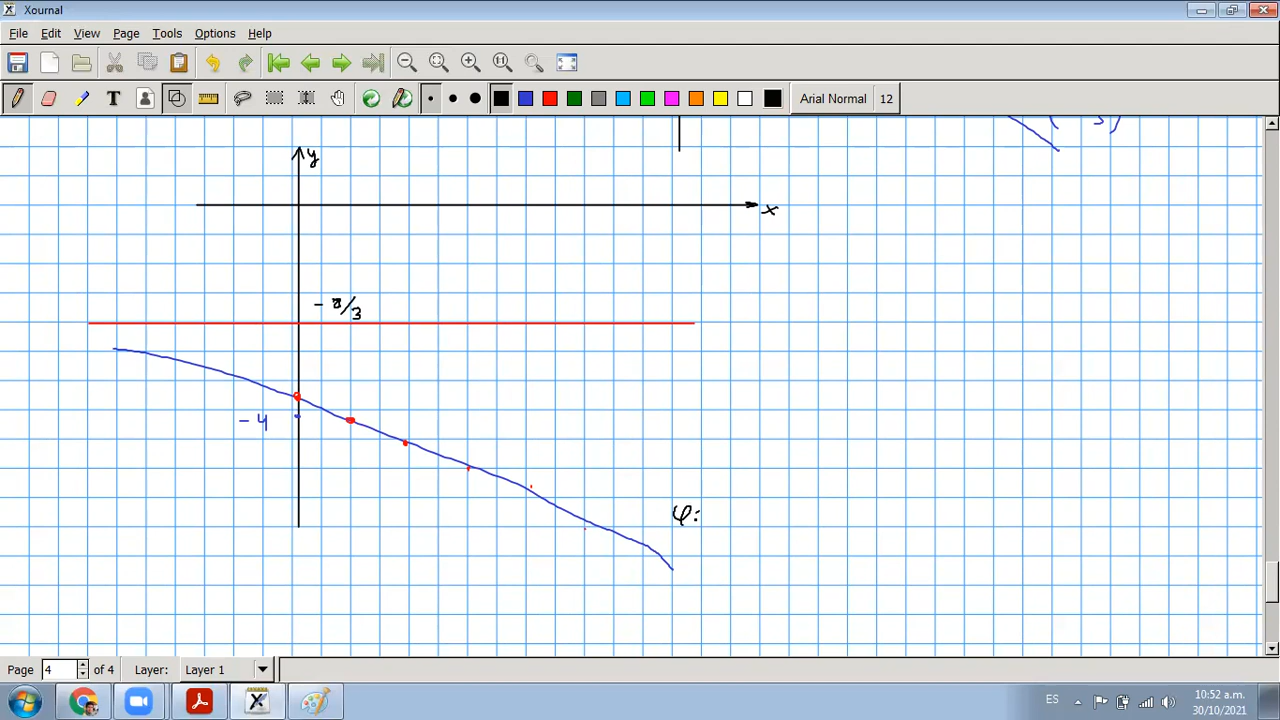 Xournal
File Edit View Page Tools Options Help
Arial Normal 12
y
x
- 8/3
- 4
φ:
Page 4 of 4 Layer: Layer 1
ES
10:52 a.m.
30/10/2021